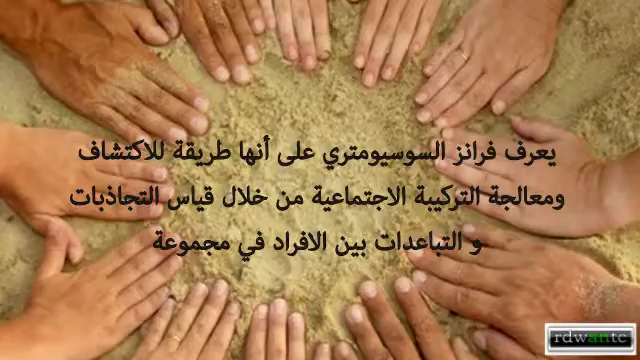 يعرف فرانز السوسيومتري على أنها طريقة للاكتشاف
ومعالجة التركيبة الاجتماعية من خلال قياس التجاذبات
و التباعدات بين الافراد في مجموعة
rdwantc